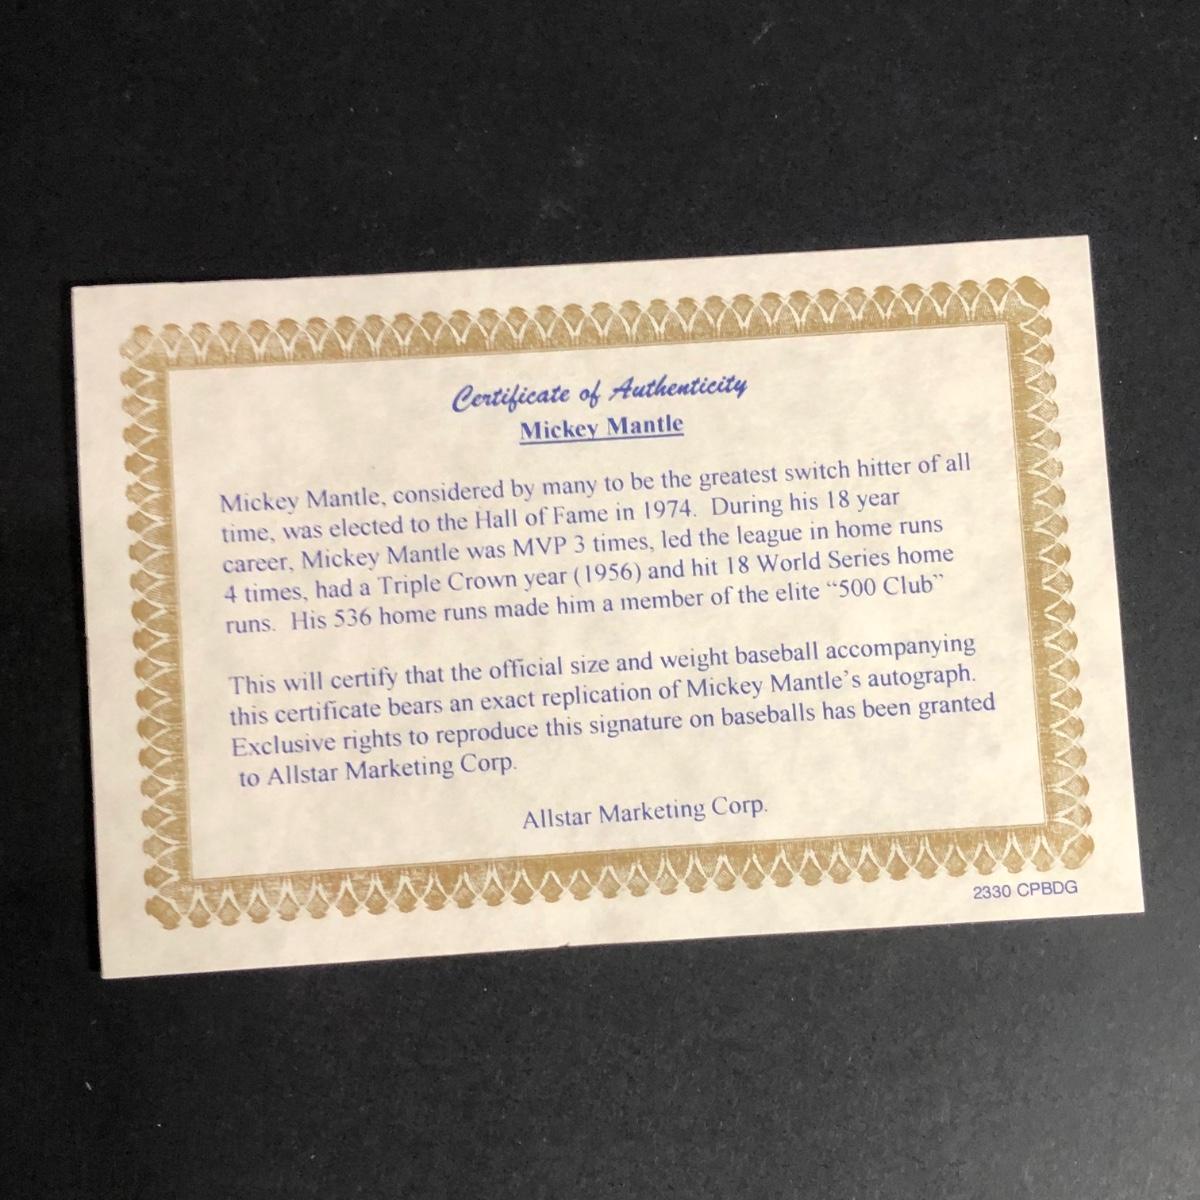 Certificate of Authenticity
Mickey Mantle
Mickey Mantle, considered by many to be the greatest switch hitter of all
time, was elected to the Hall of Fame in 1974. During his 18 year
career, Mickey Mantle was MVP 3 times, led the league in home runs
4 times, had a Triple Crown year (1956) and hit 18 World Series home
runs. His 536 home runs made him a member of the elite “500 Club”
This will certify that the official size and weight baseball accompanying
this certificate bears an exact replication of Mickey Mantle’s autograph.
Exclusive rights to reproduce this signature on baseballs has been granted
to Allstar Marketing Corp.
Allstar Marketing Corp.
2330 CPBDG